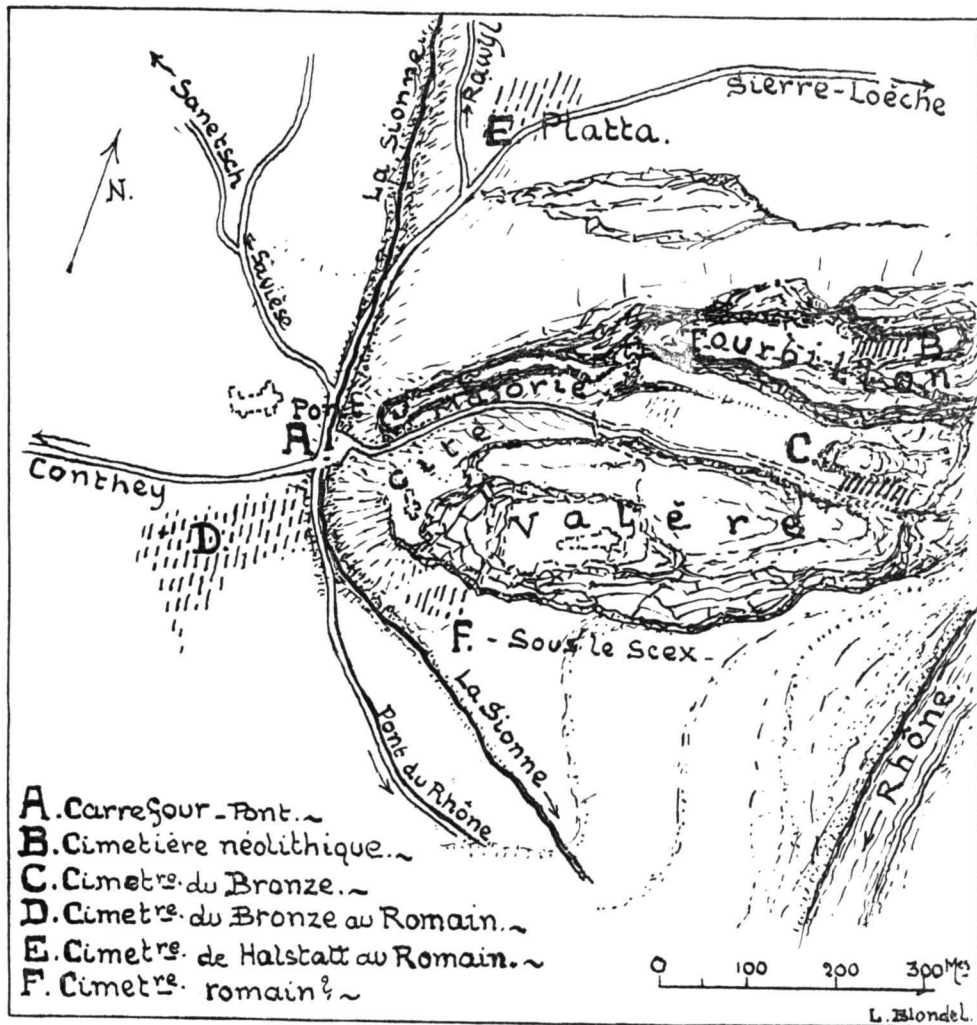 Sanetsch
La Sionne
Rawyl
Sierre-Loèche
E Platta.
N.
Savièse
Tourbillon
B
Pont
Majorie
A
Cité
C
Conthey
Valère
D.
F. - Sous le Scex -
La Sionne
Pont du Rhône
Rhône
A. Carrefour-Pont. ~
B. Cimetière néolithique. ~
C. Cimetre. du Bronze. ~
D. Cimetre. du Bronze au Romain. ~
E. Cimetre. de Halstatt au Romain. ~
F. Cimetre. romain? ~
0 100 200 300 Mes
L. Blondel.